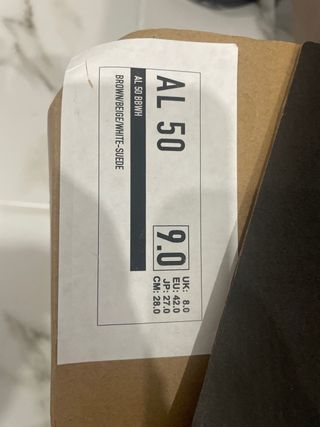 AL 50
9.0
UK: 8.0
EU: 42.0
JP: 27.0
CM: 28.0
AL 50 BBWH
BROWN/BEIGE/WHITE-SUEDE